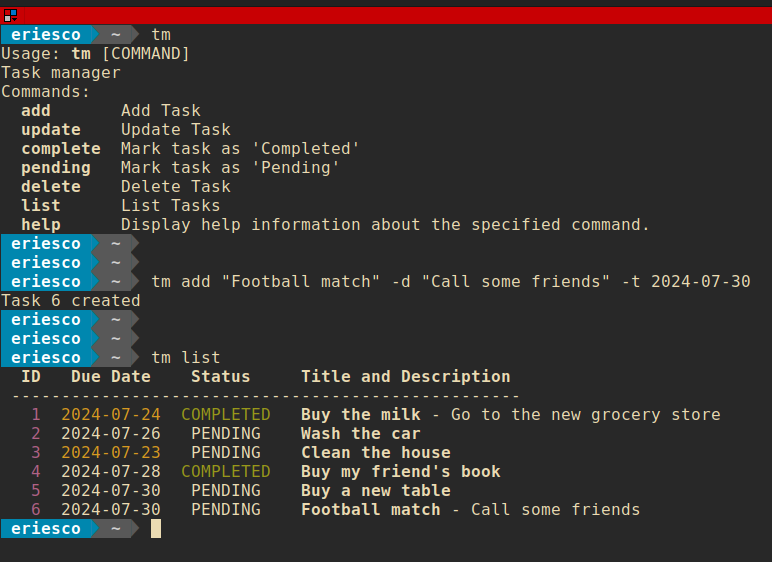 eriesco ~ tm
Usage: tm [COMMAND]
Task manager
Commands:
  add       Add Task
  update    Update Task
  complete  Mark task as 'Completed'
  pending   Mark task as 'Pending'
  delete    Delete Task
  list      List Tasks
  help      Display help information about the specified command.
eriesco ~
eriesco ~
eriesco ~ tm add "Football match" -d "Call some friends" -t 2024-07-30
Task 6 created
eriesco ~
eriesco ~
eriesco ~ tm list
  ID   Due Date    Status     Title and Description
 ---------------------------------------------------
   1  2024-07-24  COMPLETED   Buy the milk - Go to the new grocery store
   2  2024-07-26   PENDING    Wash the car
   3  2024-07-23   PENDING    Clean the house
   4  2024-07-28  COMPLETED   Buy my friend's book
   5  2024-07-30   PENDING    Buy a new table
   6  2024-07-30   PENDING    Football match - Call some friends
eriesco ~